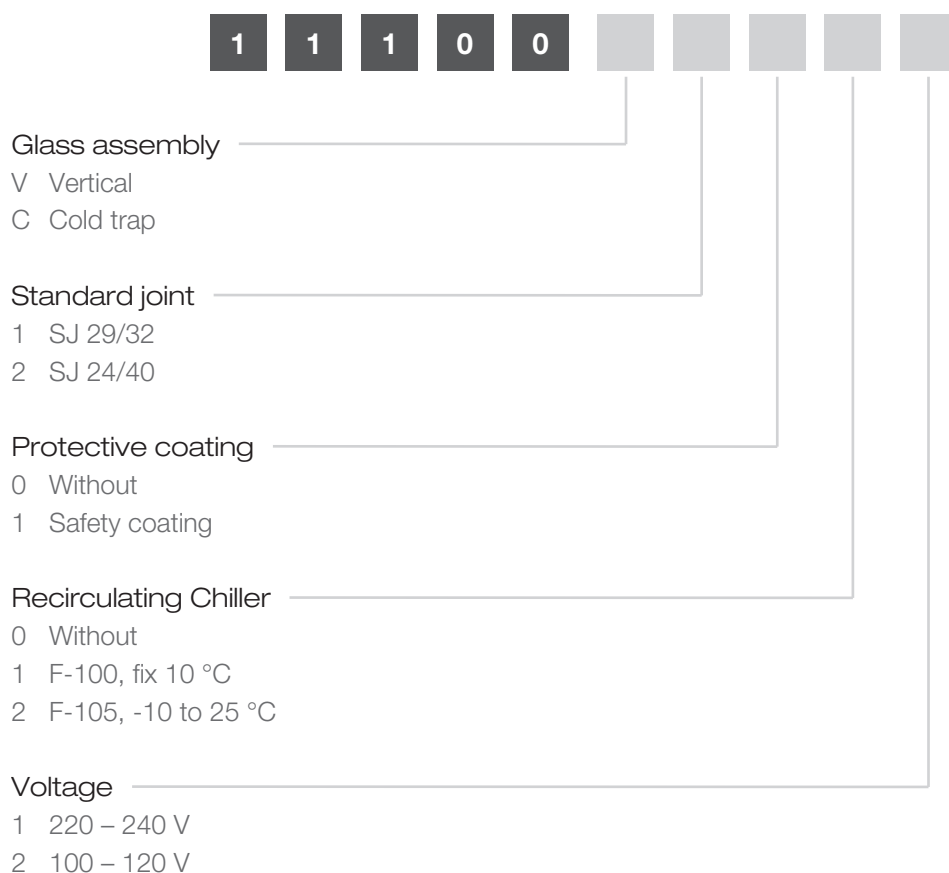 1 1 1 0 0
Glass assembly
V Vertical
C Cold trap
Standard joint
1 SJ 29/32
2 SJ 24/40
Protective coating
0 Without
1 Safety coating
Recirculating Chiller
0 Without
1 F-100, fix 10 °C
2 F-105, -10 to 25 °C
Voltage
1 220 – 240 V
2 100 – 120 V